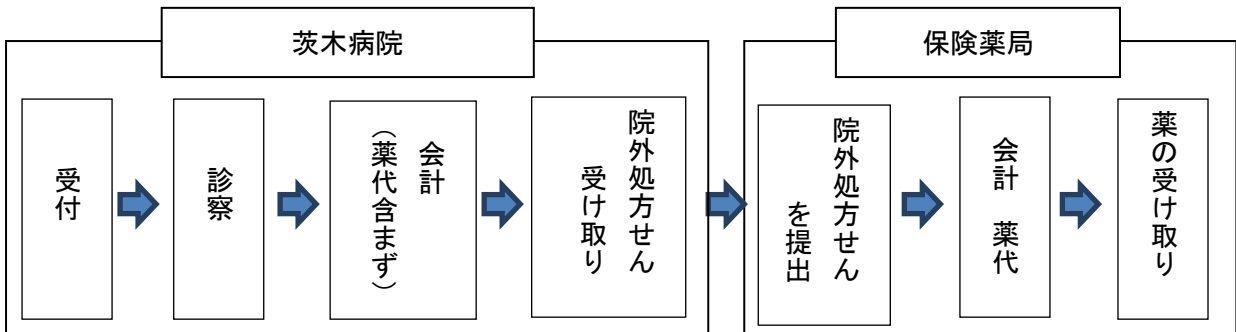 茨木病院
保険薬局
受付
診察
会計
（薬代含まず）
院外処方せん
受け取り
院外処方せん
を提出
会計　薬代
薬の受け取り